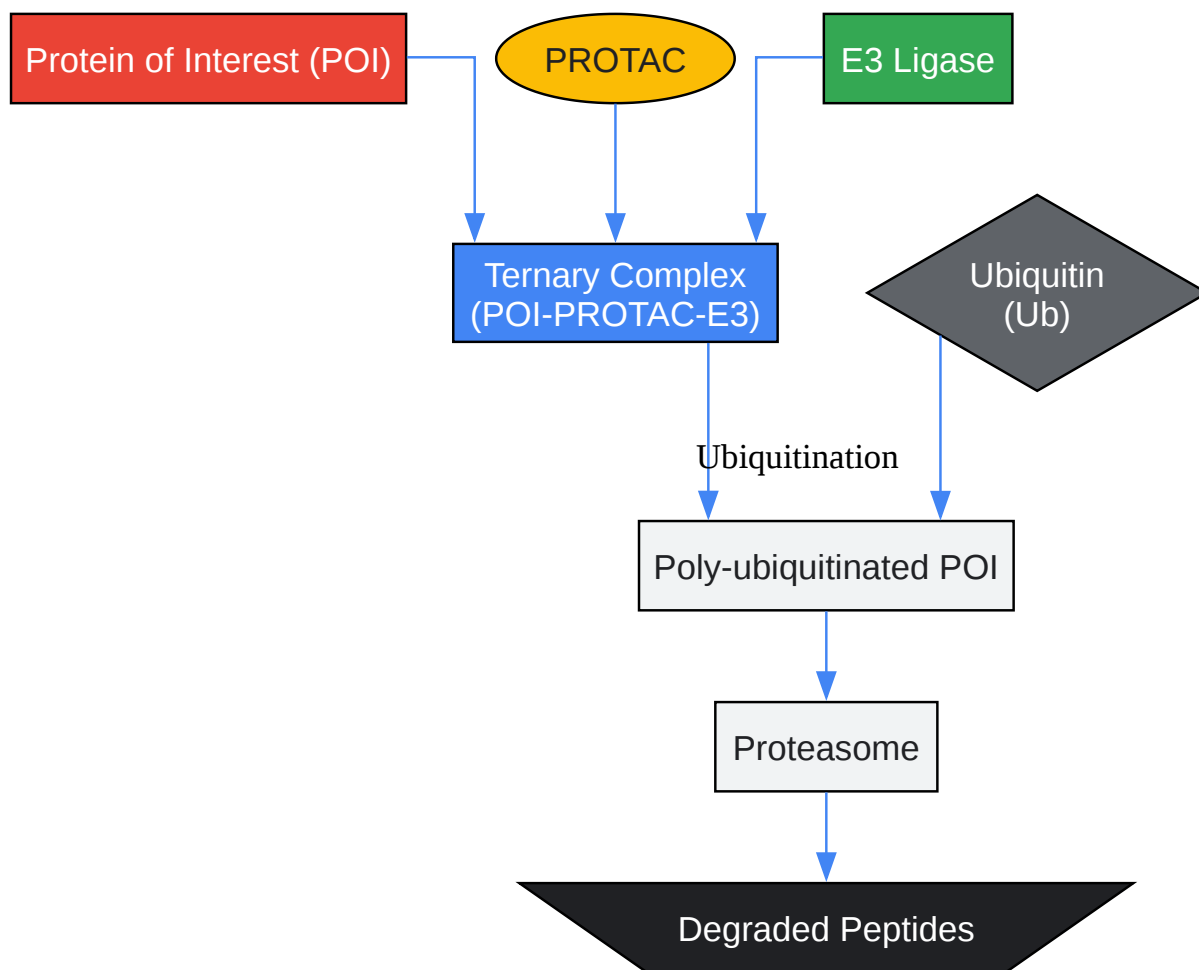 Protein of Interest (POI)
PROTAC
E3 Ligase
Ternary Complex
(POI-PROTAC-E3)
Ubiquitin
(Ub)
Ubiquitination
Poly-ubiquitinated POI
Proteasome
Degraded Peptides